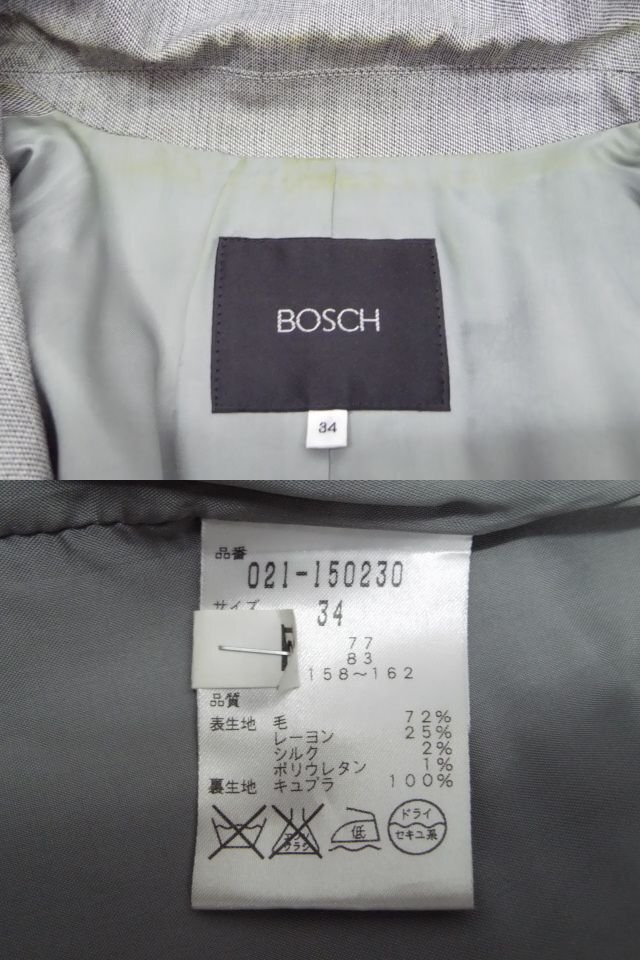 BOSCH
34
品番
021-150230
サイズ 34
77
83
158～162
品質
表生地 毛 72%
レーヨン 25%
シルク 2%
ポリウレタン 1%
裏生地 キュプラ 100%
低
ドライ
セキユ系